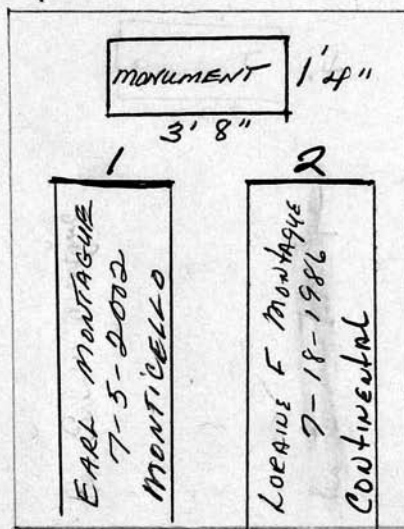 MONUMENT
1' 4"
3' 8"
1
2
EARL MONTAGUE
7-5-2002
MONTICELLO
LORAINE F MONTAGUE
7-18-1986
CONTINENTAL